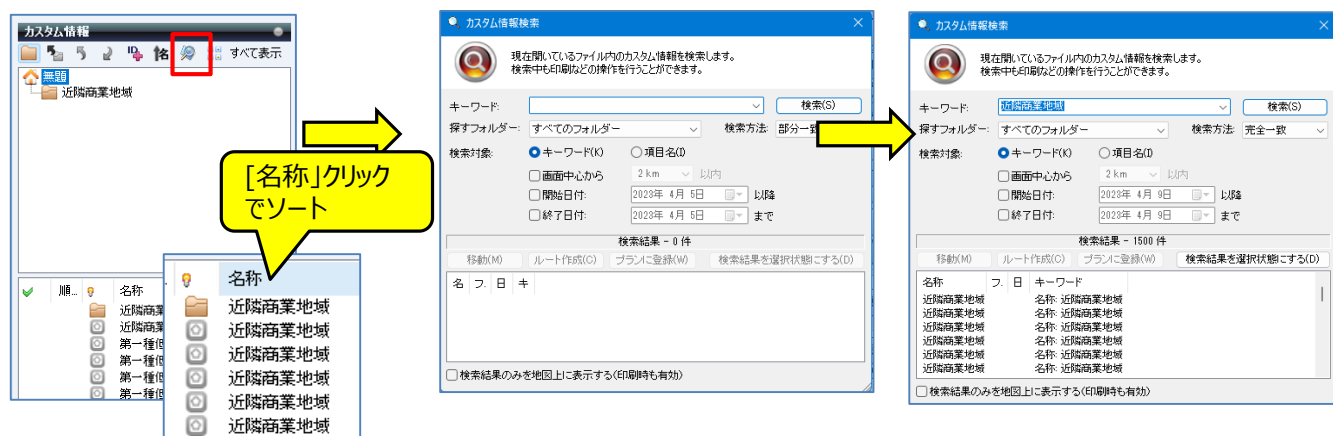 カスタム情報
すべて表示
無題
近隣商業地域
[名称」クリック
でソート
順... 名称
近隣商業
近隣商業
第一種低
第一種低
第一種低
第一種低
名称
近隣商業地域
近隣商業地域
近隣商業地域
近隣商業地域
近隣商業地域
近隣商業地域
カスタム情報検索
現在開いているファイル内のカスタム情報を検索します。
検索中も印刷などの操作を行うことができます。
キーワード: 検索(S)
探すフォルダー: すべてのフォルダー 検索方法: 部分一致
検索対象: キーワード(K) 項目名(I)
画面中心から 2 km 以内
開始日付: 2023年 4月 5日 以降
終了日付: 2023年 4月 5日 まで
検索結果 - 0 件
移動(M) ルート作成(C) プランに登録(W) 検索結果を選択状態にする(D)
名 フ. 日 キ
検索結果のみを地図上に表示する(印刷時も有効)
カスタム情報検索
現在開いているファイル内のカスタム情報を検索します。
検索中も印刷などの操作を行うことができます。
キーワード: 近隣商業地域 検索(S)
探すフォルダー: すべてのフォルダー 検索方法: 完全一致
検索対象: キーワード(K) 項目名(I)
画面中心から 2 km 以内
開始日付: 2023年 4月 9日 以降
終了日付: 2023年 4月 9日 まで
検索結果 - 1500 件
移動(M) ルート作成(C) プランに登録(W) 検索結果を選択状態にする(D)
名称 フ. 日 キーワード
近隣商業地域 名称: 近隣商業地域
近隣商業地域 名称: 近隣商業地域
近隣商業地域 名称: 近隣商業地域
近隣商業地域 名称: 近隣商業地域
近隣商業地域 名称: 近隣商業地域
近隣商業地域 名称: 近隣商業地域
検索結果のみを地図上に表示する(印刷時も有効)